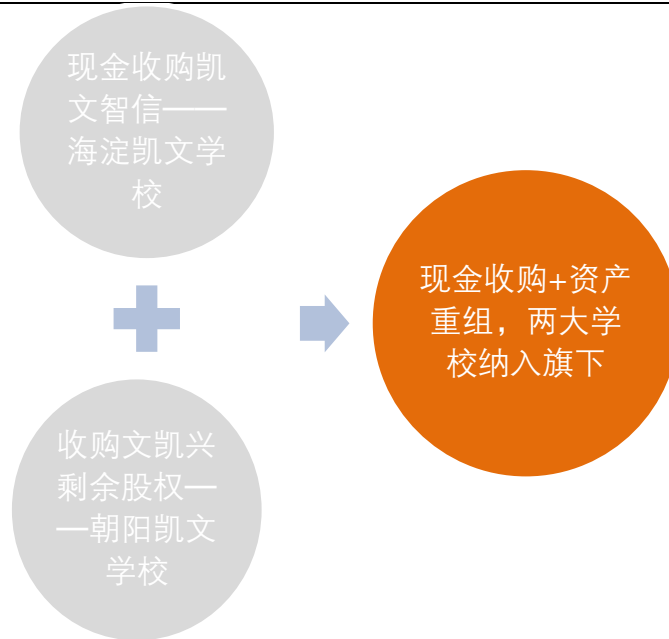 现金收购凯
文智信——
海淀凯文学
校
收购文凯兴
剩余股权—
—朝阳凯文
学校
现金收购+资产
重组，两大学
校纳入旗下